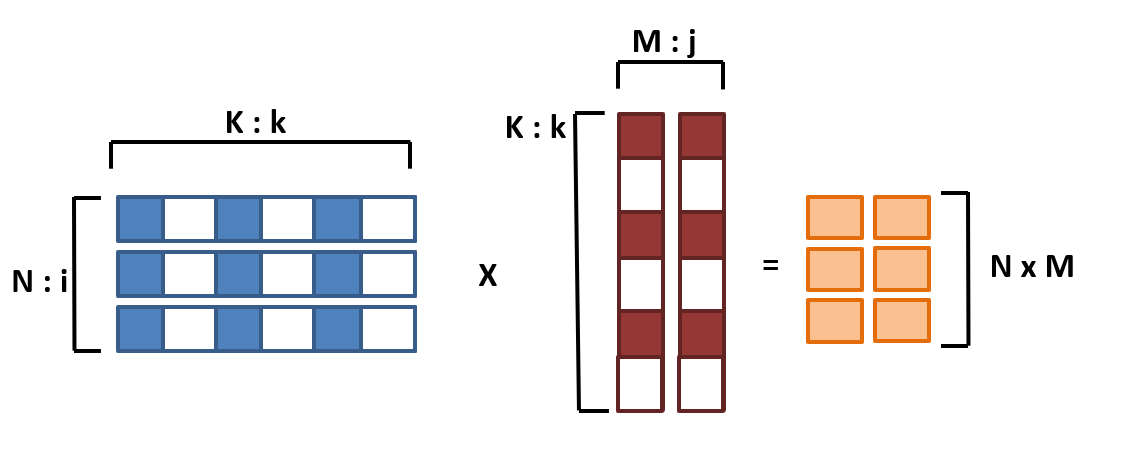 M : j
K : k
K : k
N : i
X
=
N x M